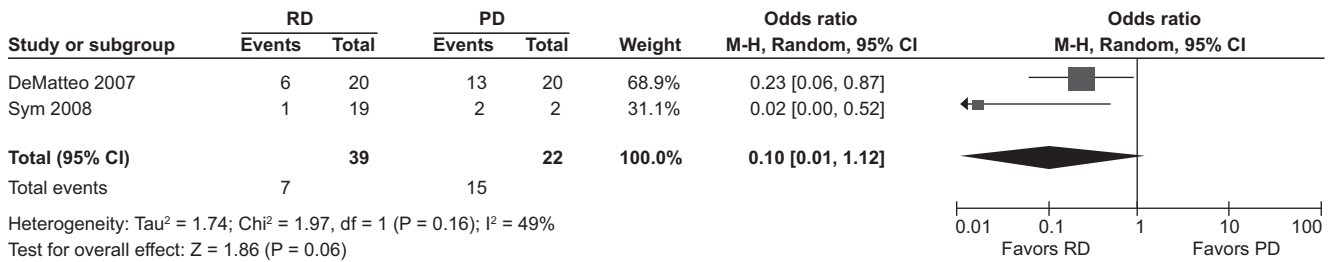 RD PD Odds ratio Odds ratio
Study or subgroup Events Total Events Total Weight M-H, Random, 95% CI M-H, Random, 95% CI
DeMatteo 2007 6 20 13 20 68.9% 0.23 [0.06, 0.87]
Sym 2008 1 19 2 2 31.1% 0.02 [0.00, 0.52]
Total (95% CI) 39 22 100.0% 0.10 [0.01, 1.12]
Total events 7 15
Heterogeneity: Tau² = 1.74; Chi² = 1.97, df = 1 (P = 0.16); I² = 49%
Test for overall effect: Z = 1.86 (P = 0.06)
0.01 0.1 1 10 100
Favors RD Favors PD